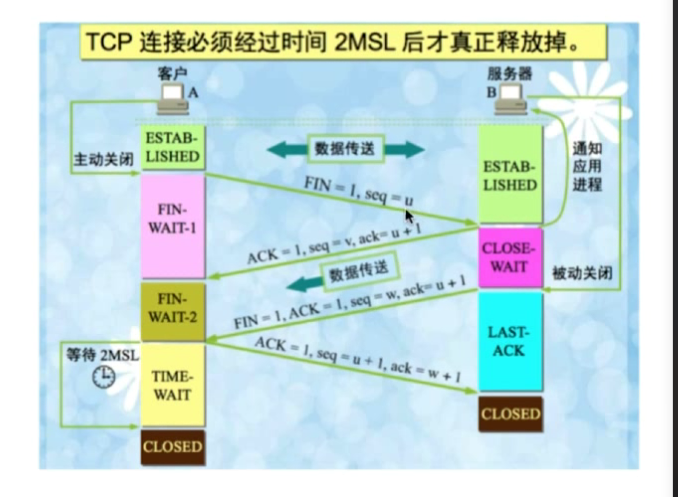 TCP 连接必须经过时间 2MSL 后才真正释放掉。
客户
A
服务器
B
主动关闭
ESTAB-
LISHED
数据传送
ESTAB-
LISHED
通知
应用
进程
FIN = 1, seq = u
FIN-
WAIT-1
ACK = 1, seq = v, ack= u + 1
CLOSE-
WAIT
数据传送
被动关闭
FIN-
WAIT-2
FIN = 1, ACK = 1, seq = w, ack= u + 1
LAST-
ACK
ACK = 1, seq = u + 1, ack = w + 1
等待 2MSL
TIME-
WAIT
CLOSED
CLOSED